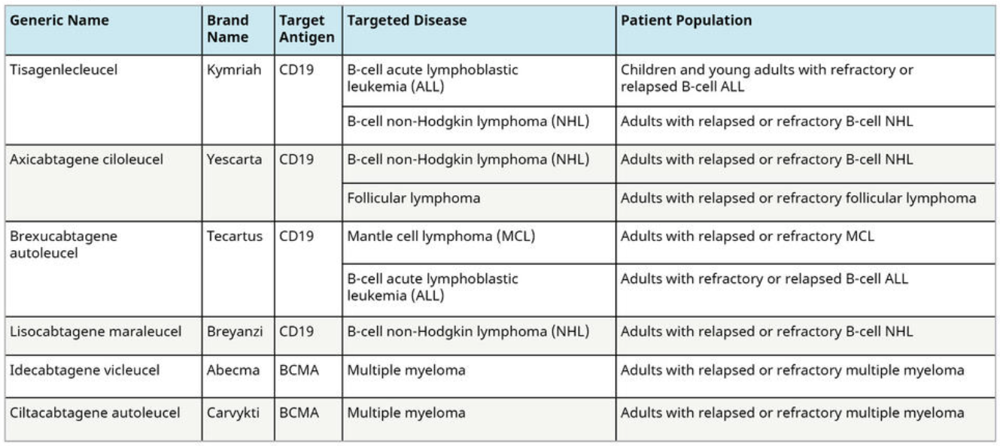 Generic Name
Brand
Name
Target
Antigen
Targeted Disease
Patient Population
Tisagenlecleucel
Kymriah
CD19
B-cell acute lymphoblastic
leukemia (ALL)
Children and young adults with refractory or
relapsed B-cell ALL
B-cell non-Hodgkin lymphoma (NHL)
Adults with relapsed or refractory B-cell NHL
Axicabtagene ciloleucel
Yescarta
CD19
B-cell non-Hodgkin lymphoma (NHL)
Adults with relapsed or refractory B-cell NHL
Follicular lymphoma
Adults with relapsed or refractory follicular lymphoma
Brexucabtagene
autoleucel
Tecartus
CD19
Mantle cell lymphoma (MCL)
Adults with relapsed or refractory MCL
B-cell acute lymphoblastic
leukemia (ALL)
Adults with refractory or relapsed B-cell ALL
Lisocabtagene maraleucel
Breyanzi
CD19
B-cell non-Hodgkin lymphoma (NHL)
Adults with relapsed or refractory B-cell NHL
Idecabtagene vicleucel
Abecma
BCMA
Multiple myeloma
Adults with relapsed or refractory multiple myeloma
Ciltacabtagene autoleucel
Carvykti
BCMA
Multiple myeloma
Adults with relapsed or refractory multiple myeloma